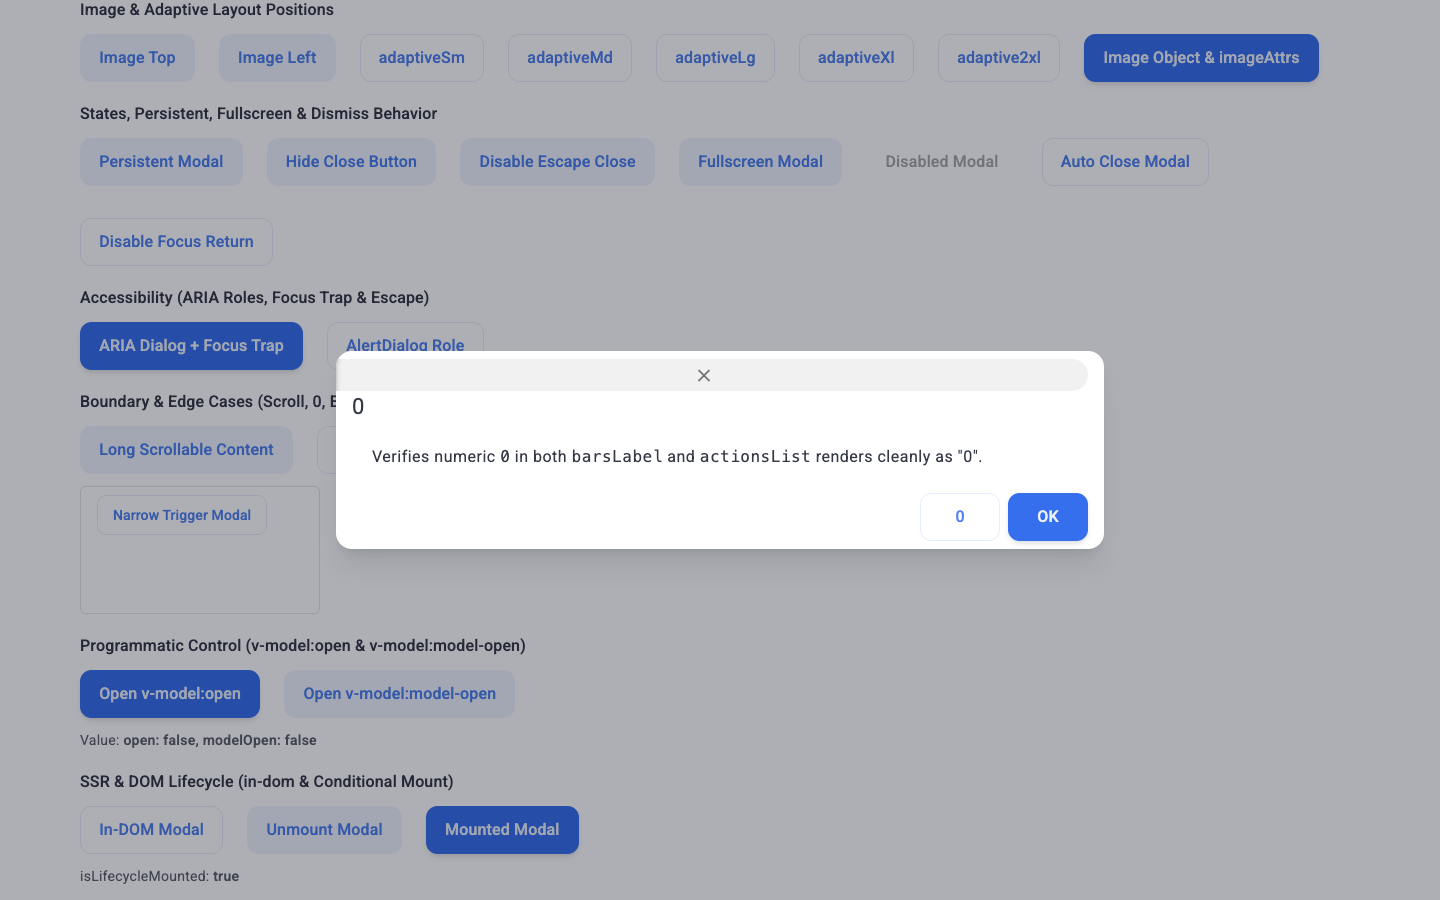 Image & Adaptive Layout Positions
Image Top
Image Left
adaptiveSm
adaptiveMd
adaptiveLg
adaptiveXl
adaptive2xl
Image Object & imageAttrs
States, Persistent, Fullscreen & Dismiss Behavior
Persistent Modal
Hide Close Button
Disable Escape Close
Fullscreen Modal
Disabled Modal
Auto Close Modal
Disable Focus Return
Accessibility (ARIA Roles, Focus Trap & Escape)
ARIA Dialog + Focus Trap
AlertDialog Role
Boundary & Edge Cases (Scroll, 0,
Long Scrollable Content
0
Verifies numeric 0 in both barsLabel and actionsList renders cleanly as "0".
0
OK
Narrow Trigger Modal
Programmatic Control (v-model:open & v-model:model-open)
Open v-model:open
Open v-model:model-open
Value: open: false, modelOpen: false
SSR & DOM Lifecycle (in-dom & Conditional Mount)
In-DOM Modal
Unmount Modal
Mounted Modal
isLifecycleMounted: true